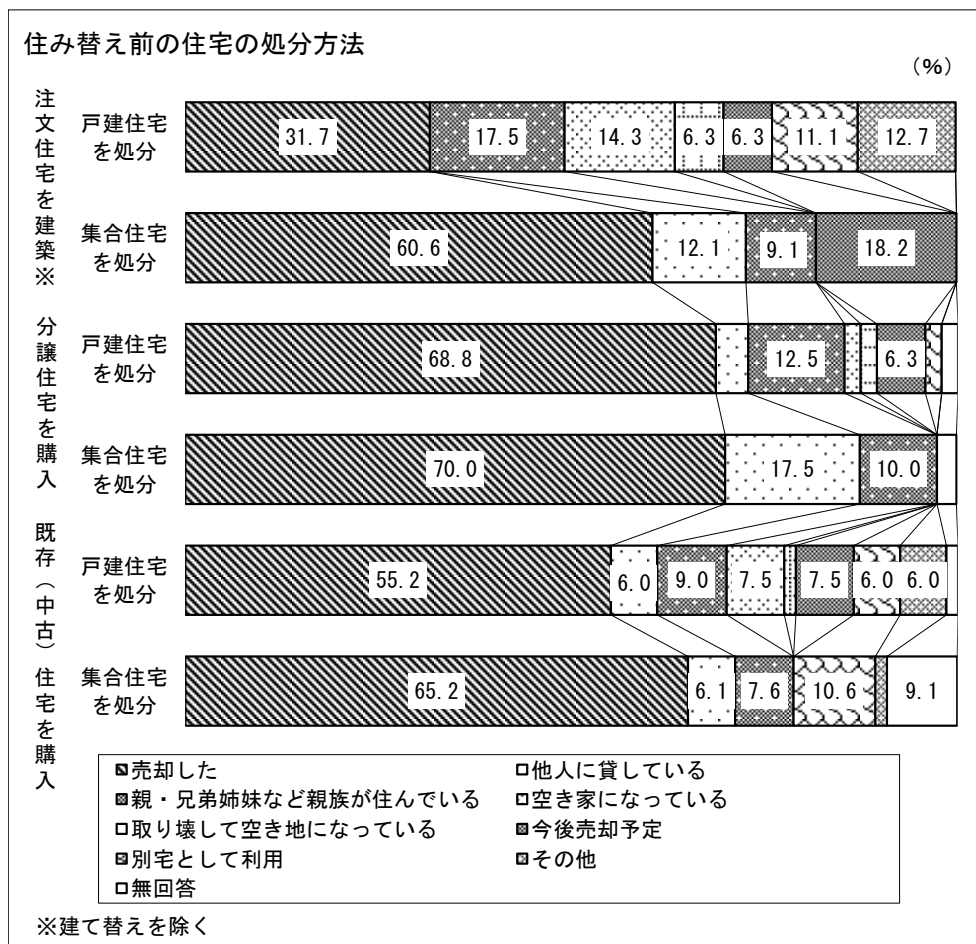 住み替え前の住宅の処分方法
（%）
注文住宅を建築※
戸建住宅
を処分
31.7 17.5 14.3 6.3 6.3 11.1 12.7
集合住宅
を処分
60.6 12.1 9.1 18.2
分譲住宅を購入
戸建住宅
を処分
68.8 12.5 6.3
集合住宅
を処分
70.0 17.5 10.0
既存（中古）住宅を購入
戸建住宅
を処分
55.2 6.0 9.0 7.5 7.5 6.0 6.0
集合住宅
を処分
65.2 6.1 7.6 10.6 9.1
売却した 他人に貸している
親・兄弟姉妹など親族が住んでいる 空き家になっている
取り壊して空き地になっている 今後売却予定
別宅として利用 その他
無回答
※建て替えを除く